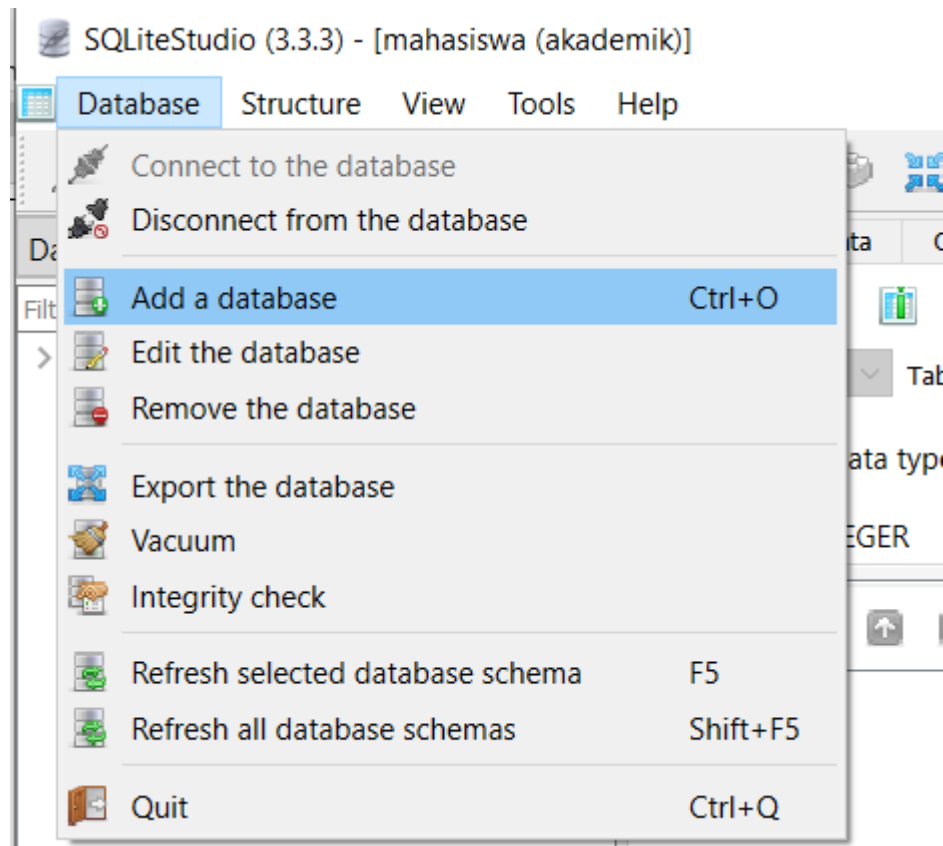 SQLiteStudio (3.3.3) - [mahasiswa (akademik)]
Database Structure View Tools Help
Connect to the database
Disconnect from the database
Add a database Ctrl+O
Edit the database
Remove the database
Export the database
Vacuum
Integrity check
Refresh selected database schema F5
Refresh all database schemas Shift+F5
Quit Ctrl+Q